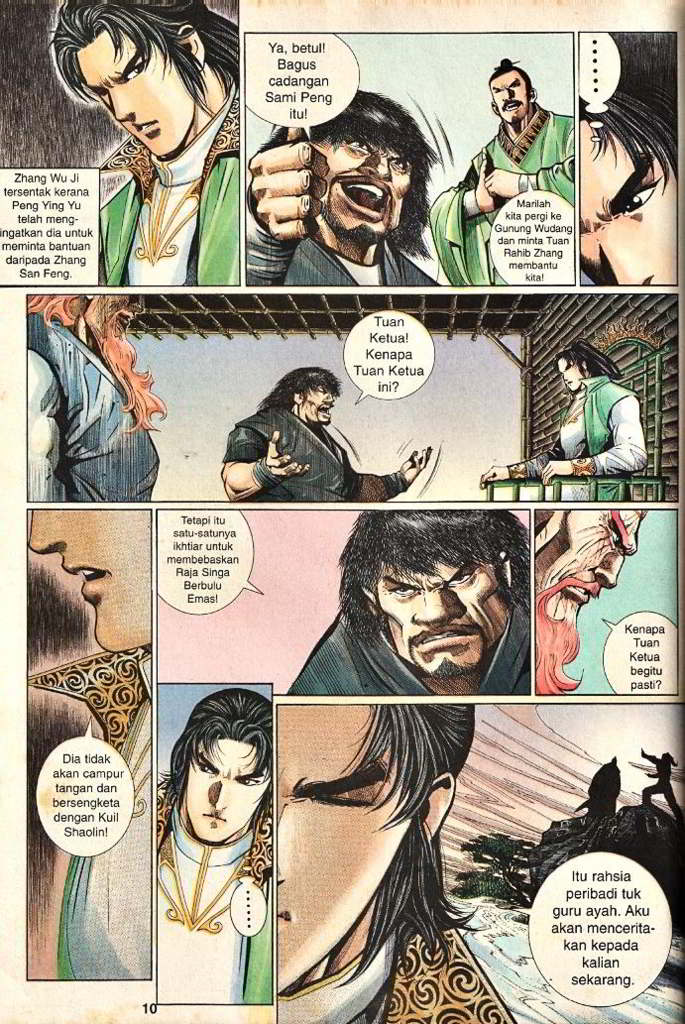 Zhang Wu Ji
tersentak kerana
Peng Ying Yu
telah meng-
ingatkan dia untuk
meminta bantuan
daripada Zhang
San Feng.
Ya, betul!
Bagus
cadangan
Sami Peng
itu!
Marilah
kita pergi ke
Gunung Wudang
dan minta Tuan
Rahib Zhang
membantu
kita!
.....
Tuan
Ketua!
Kenapa
Tuan Ketua
ini?
Dia tidak
akan campur
tangan dan
bersengketa
dengan Kuil
Shaolin!
Tetapi itu
satu-satunya
ikhtiar untuk
membebaskan
Raja Singa
Berbulu
Emas!
Kenapa
Tuan
Ketua
begitu
pasti?
....
Itu rahsia
peribadi tuk
guru ayah. Aku
akan mencerita-
kan kepada
kalian
sekarang.
10